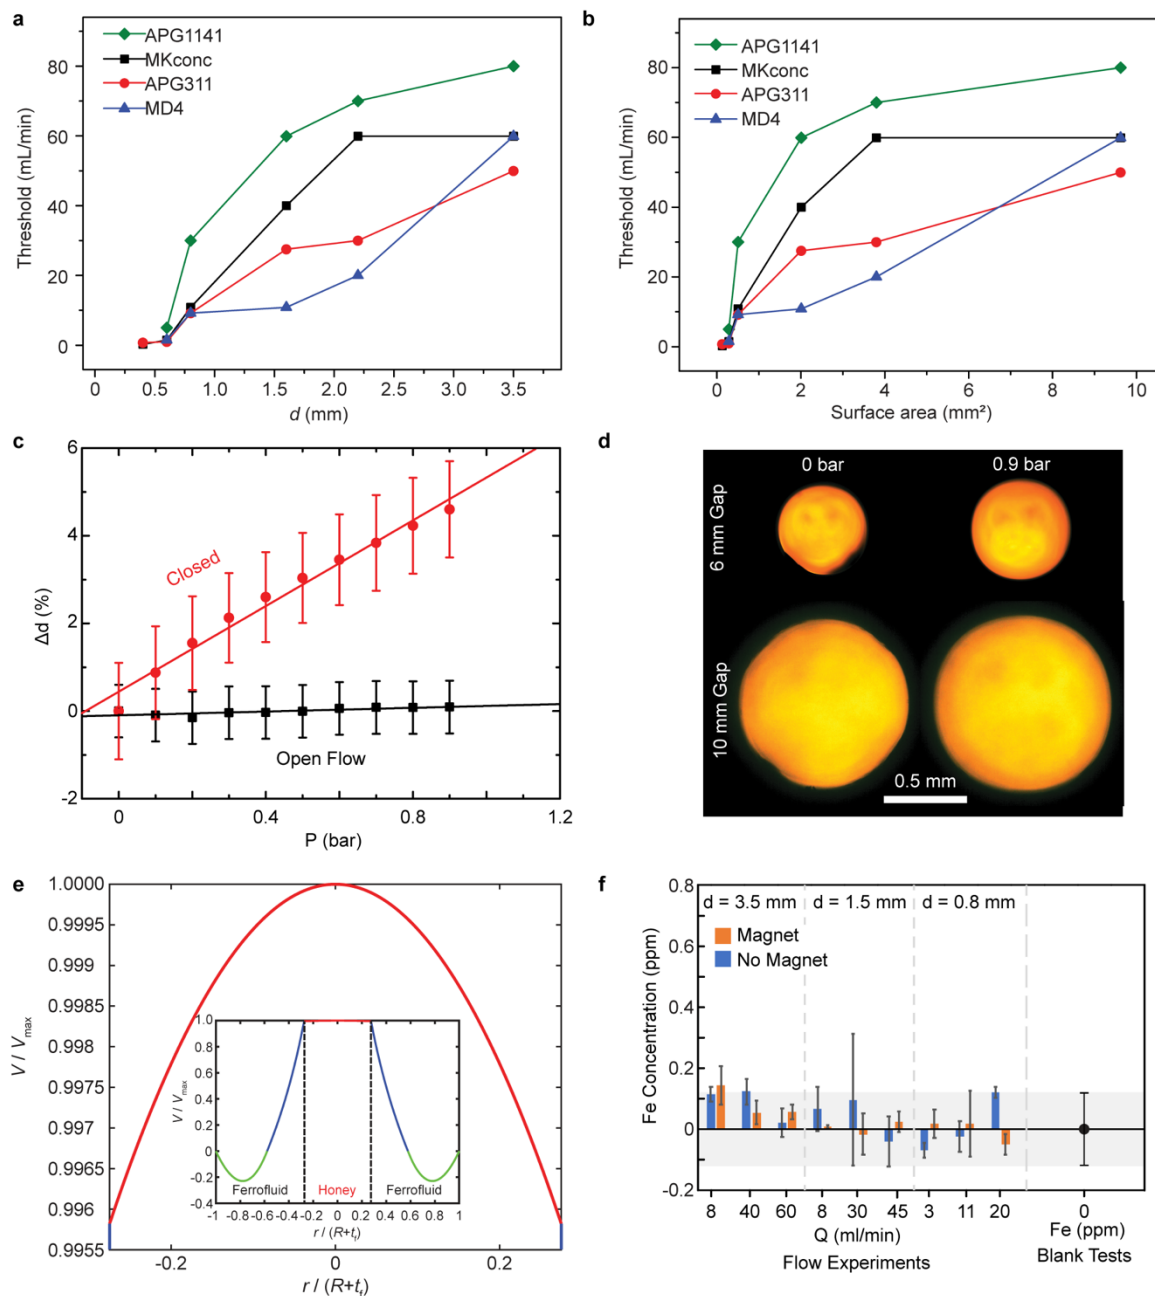 a
APG1141
MKconc
APG311
MD4
80
60
40
20
0
Threshold (mL/min)
0
0.5
1.0
1.5
2.0
2.5
3.0
3.5
d (mm)
b
APG1141
MKconc
APG311
MD4
80
60
40
20
0
Threshold (mL/min)
0
2
4
6
8
10
Surface area (mm²)
c
6
4
2
0
-2
Δd (%)
Closed
Open Flow
0
0.4
0.8
1.2
P (bar)
d
0 bar
0.9 bar
6 mm Gap
10 mm Gap
0.5 mm
e
1.0000
0.9995
0.999
0.9985
0.998
0.9975
0.997
0.9965
0.996
0.9955
V / Vmax
-0.2
0
0.2
r / (R+tf)
1.0
0.8
0.6
0.4
0.2
0
-0.2
-0.4
V / Vmax
Ferrofluid
Honey
Ferrofluid
-1
-0.8
-0.6
-0.4
-0.2
0
0.2
0.4
0.6
0.8
1
r / (R+tf)
f
0.8
0.6
0.4
0.2
0
-0.2
Fe Concentration (ppm)
d = 3.5 mm
d = 1.5 mm
d = 0.8 mm
Magnet
No Magnet
8
40
60
8
30
45
3
11
20
0
Q (ml/min)
Fe (ppm)
Flow Experiments
Blank Tests